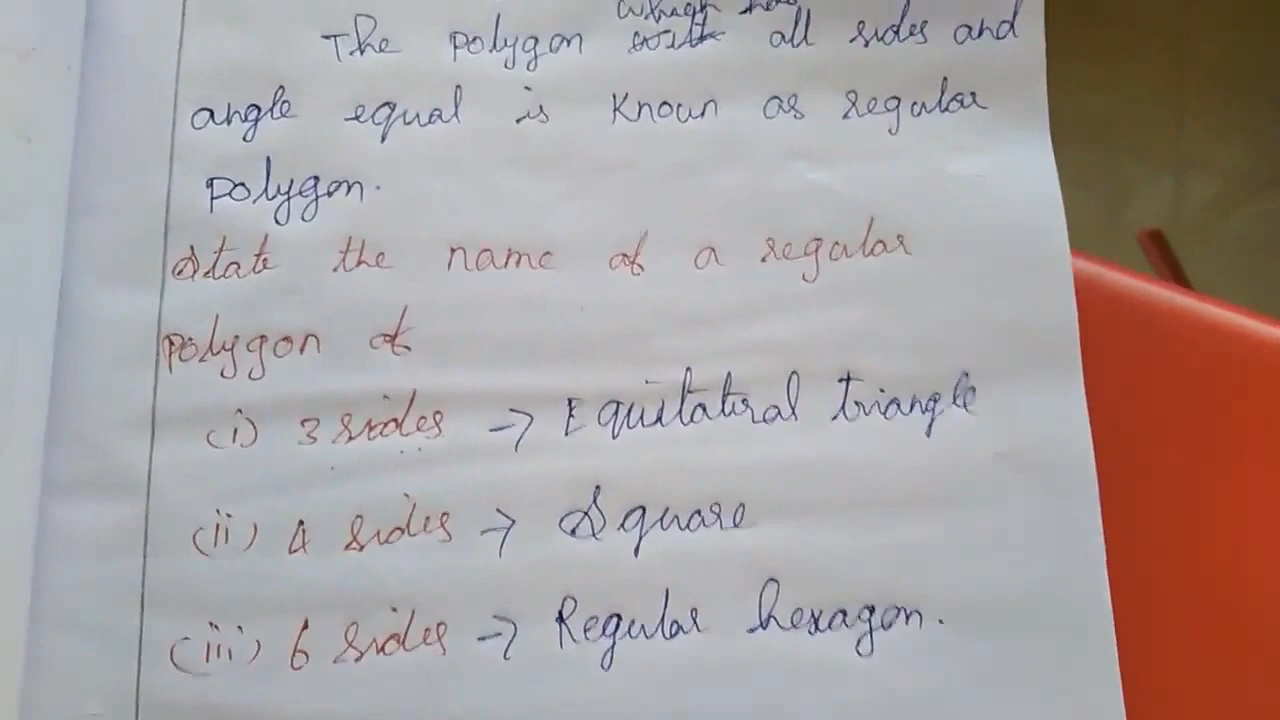 which has
The polygon with all sides and
angle equal is known as regular
polygon.
State the name of a regular
polygon of
(i) 3 sides → Equilateral triangle
(ii) 4 sides → Square
(iii) 6 sides → Regular hexagon.